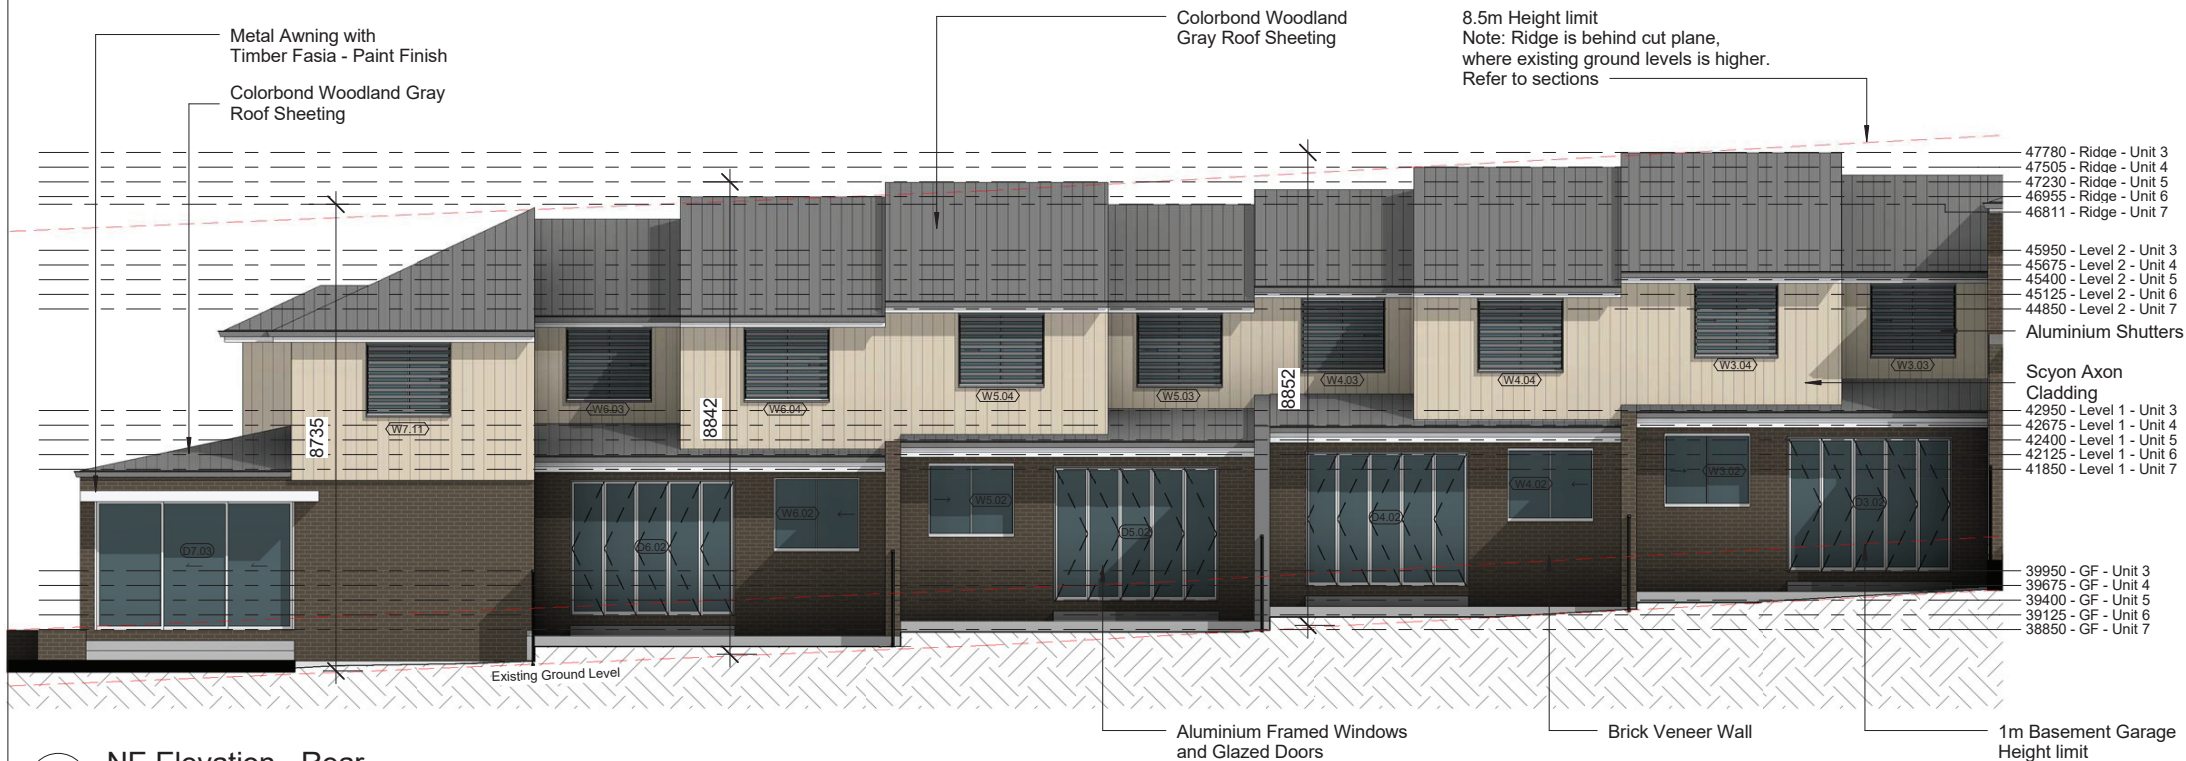 Metal Awning with
Timber Fasia - Paint Finish
Colorbond Woodland Gray
Roof Sheeting
Colorbond Woodland
Gray Roof Sheeting
8.5m Height limit
Note: Ridge is behind cut plane,
where existing ground levels is higher.
Refer to sections
47780 - Ridge - Unit 3
47505 - Ridge - Unit 4
47230 - Ridge - Unit 5
46955 - Ridge - Unit 6
46811 - Ridge - Unit 7
45950 - Level 2 - Unit 3
45675 - Level 2 - Unit 4
45400 - Level 2 - Unit 5
45125 - Level 2 - Unit 6
44850 - Level 2 - Unit 7
Aluminium Shutters
Scyon Axon
Cladding
42950 - Level 1 - Unit 3
42675 - Level 1 - Unit 4
42400 - Level 1 - Unit 5
42125 - Level 1 - Unit 6
41850 - Level 1 - Unit 7
39950 - GF - Unit 3
39675 - GF - Unit 4
39400 - GF - Unit 5
39125 - GF - Unit 6
38850 - GF - Unit 7
8735
8842
8852
W7.11
W6.03
W6.04
W5.04
W5.03
W4.03
W4.04
W3.04
W3.03
D7.03
D6.02
W6.02
W5.02
D5.02
D4.02
W4.02
W3.02
D3.02
Existing Ground Level
Aluminium Framed Windows
and Glazed Doors
Brick Veneer Wall
1m Basement Garage
Height limit
NE Elevation - Rear